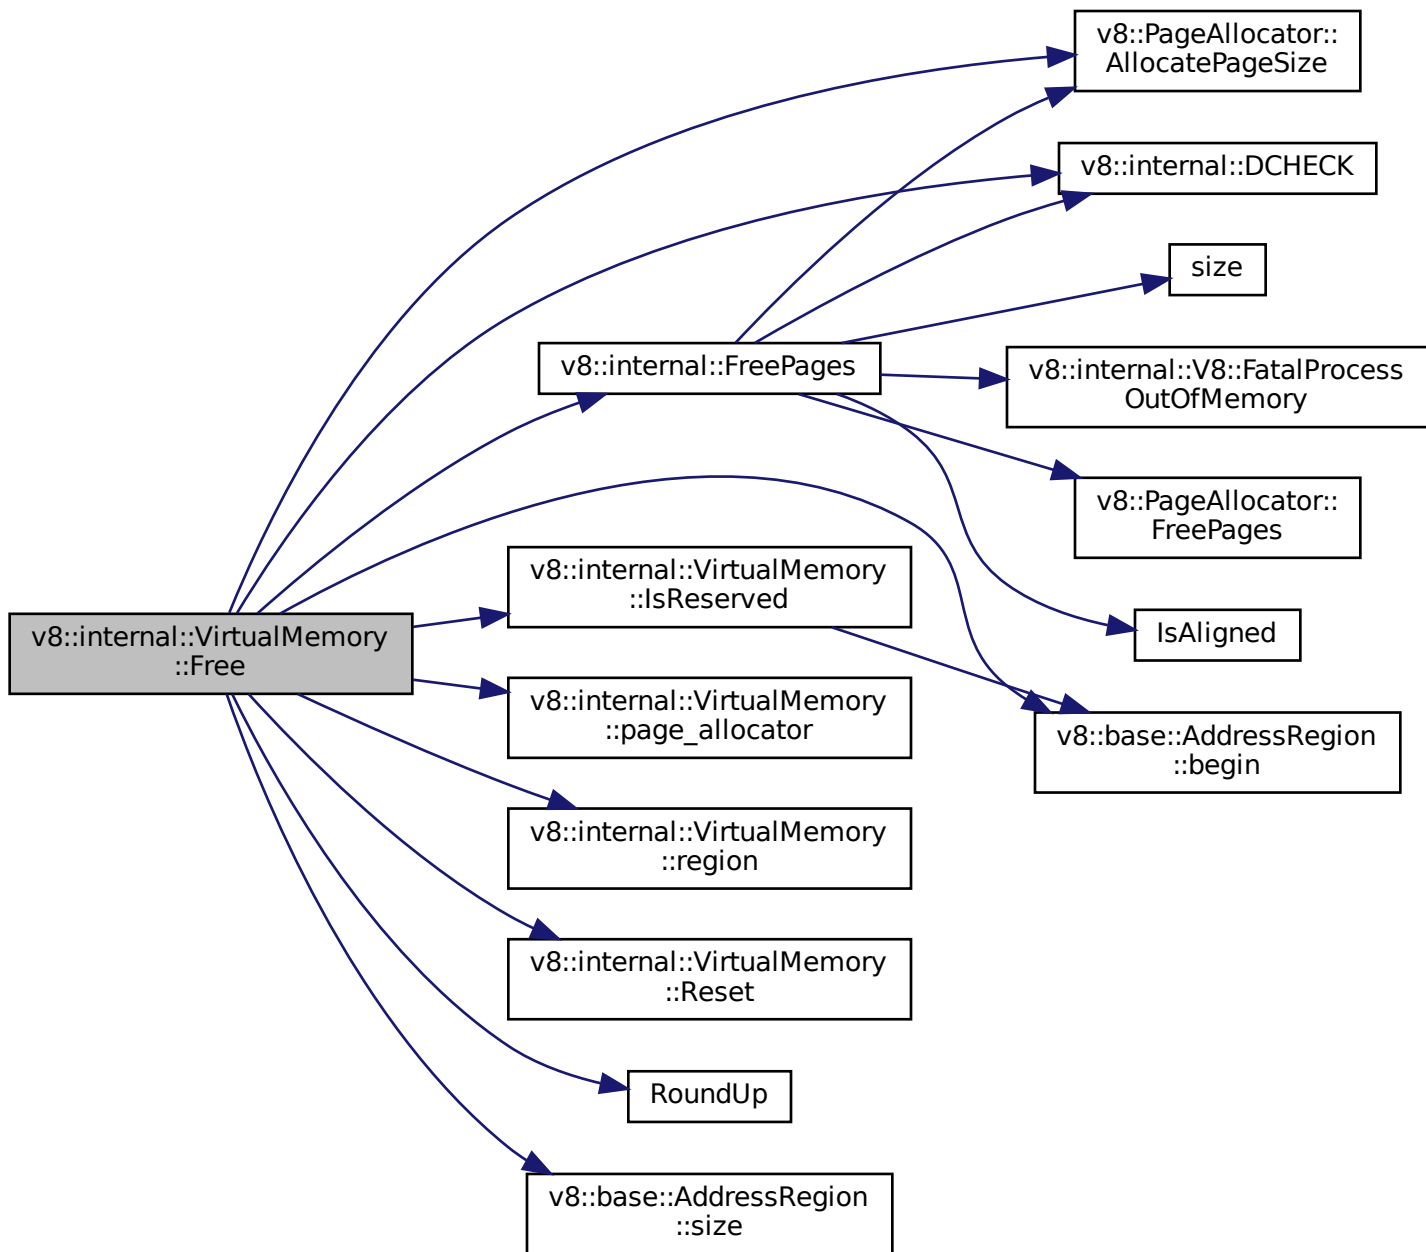 v8::PageAllocator::
AllocatePageSize
v8::internal::DCHECK
size
v8::internal::FreePages
v8::internal::V8::FatalProcess
OutOfMemory
v8::PageAllocator::
FreePages
v8::internal::VirtualMemory
::IsReserved
IsAligned
v8::internal::VirtualMemory
::Free
v8::internal::VirtualMemory
::page_allocator
v8::base::AddressRegion
::begin
v8::internal::VirtualMemory
::region
v8::internal::VirtualMemory
::Reset
RoundUp
v8::base::AddressRegion
::size